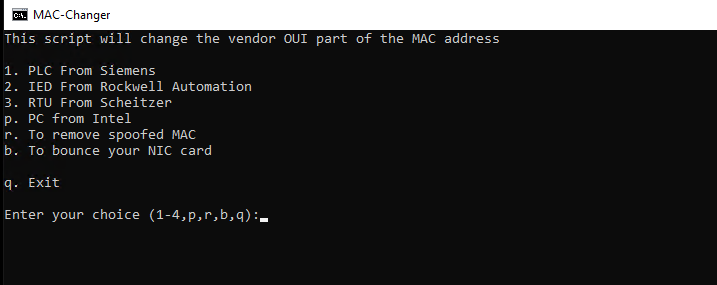 MAC-Changer
This script will change the vendor OUI part of the MAC address
1. PLC From Siemens
2. IED From Rockwell Automation
3. RTU From Scheitzer
p. PC from Intel
r. To remove spoofed MAC
b. To bounce your NIC card
q. Exit
Enter your choice (1-4,p,r,b,q):